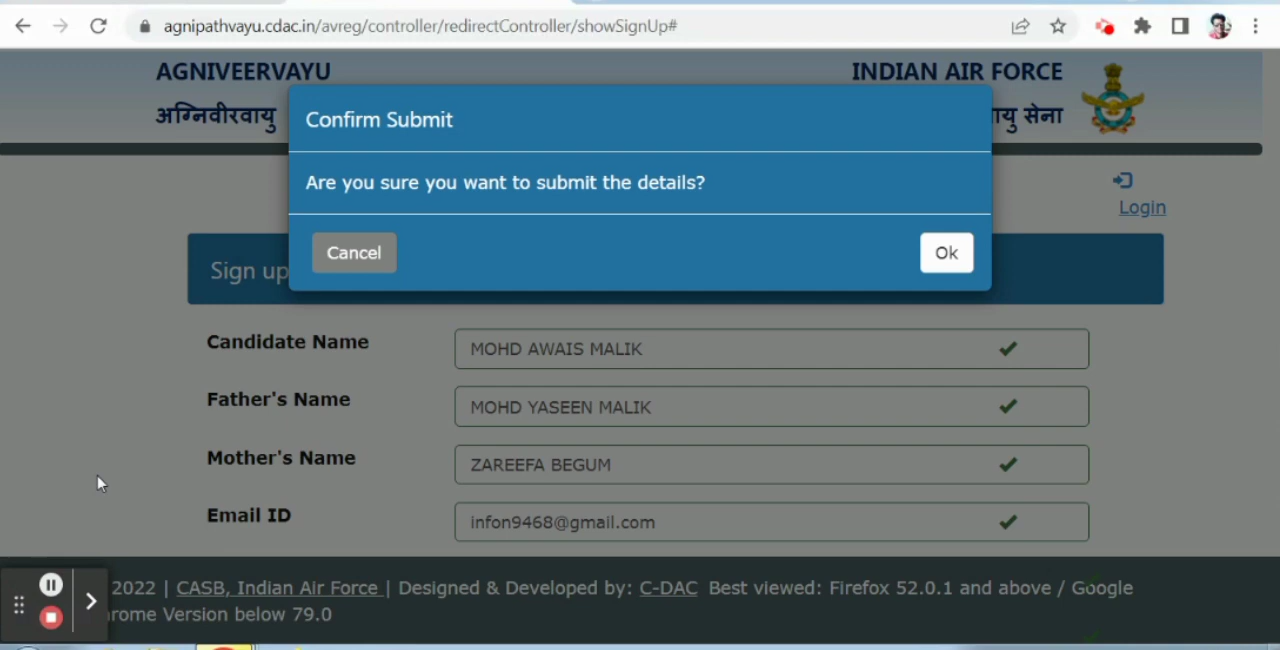 agnipathvayu.cdac.in/avreg/controller/redirectController/showSignUp#
AGNIVEERVAYU
INDIAN AIR FORCE
अग्निवीरवायु
सेना
Confirm Submit
Are you sure you want to submit the details?
Cancel
Ok
Login
Sign up
Candidate Name
MOHD AWAIS MALIK
Father's Name
MOHD YASEEN MALIK
Mother's Name
ZAREEFA BEGUM
Email ID
infon9468@gmail.com
2022 | CASB, Indian Air Force | Designed & Developed by: C-DAC Best viewed: Firefox 52.0.1 and above / Google
Version below 79.0